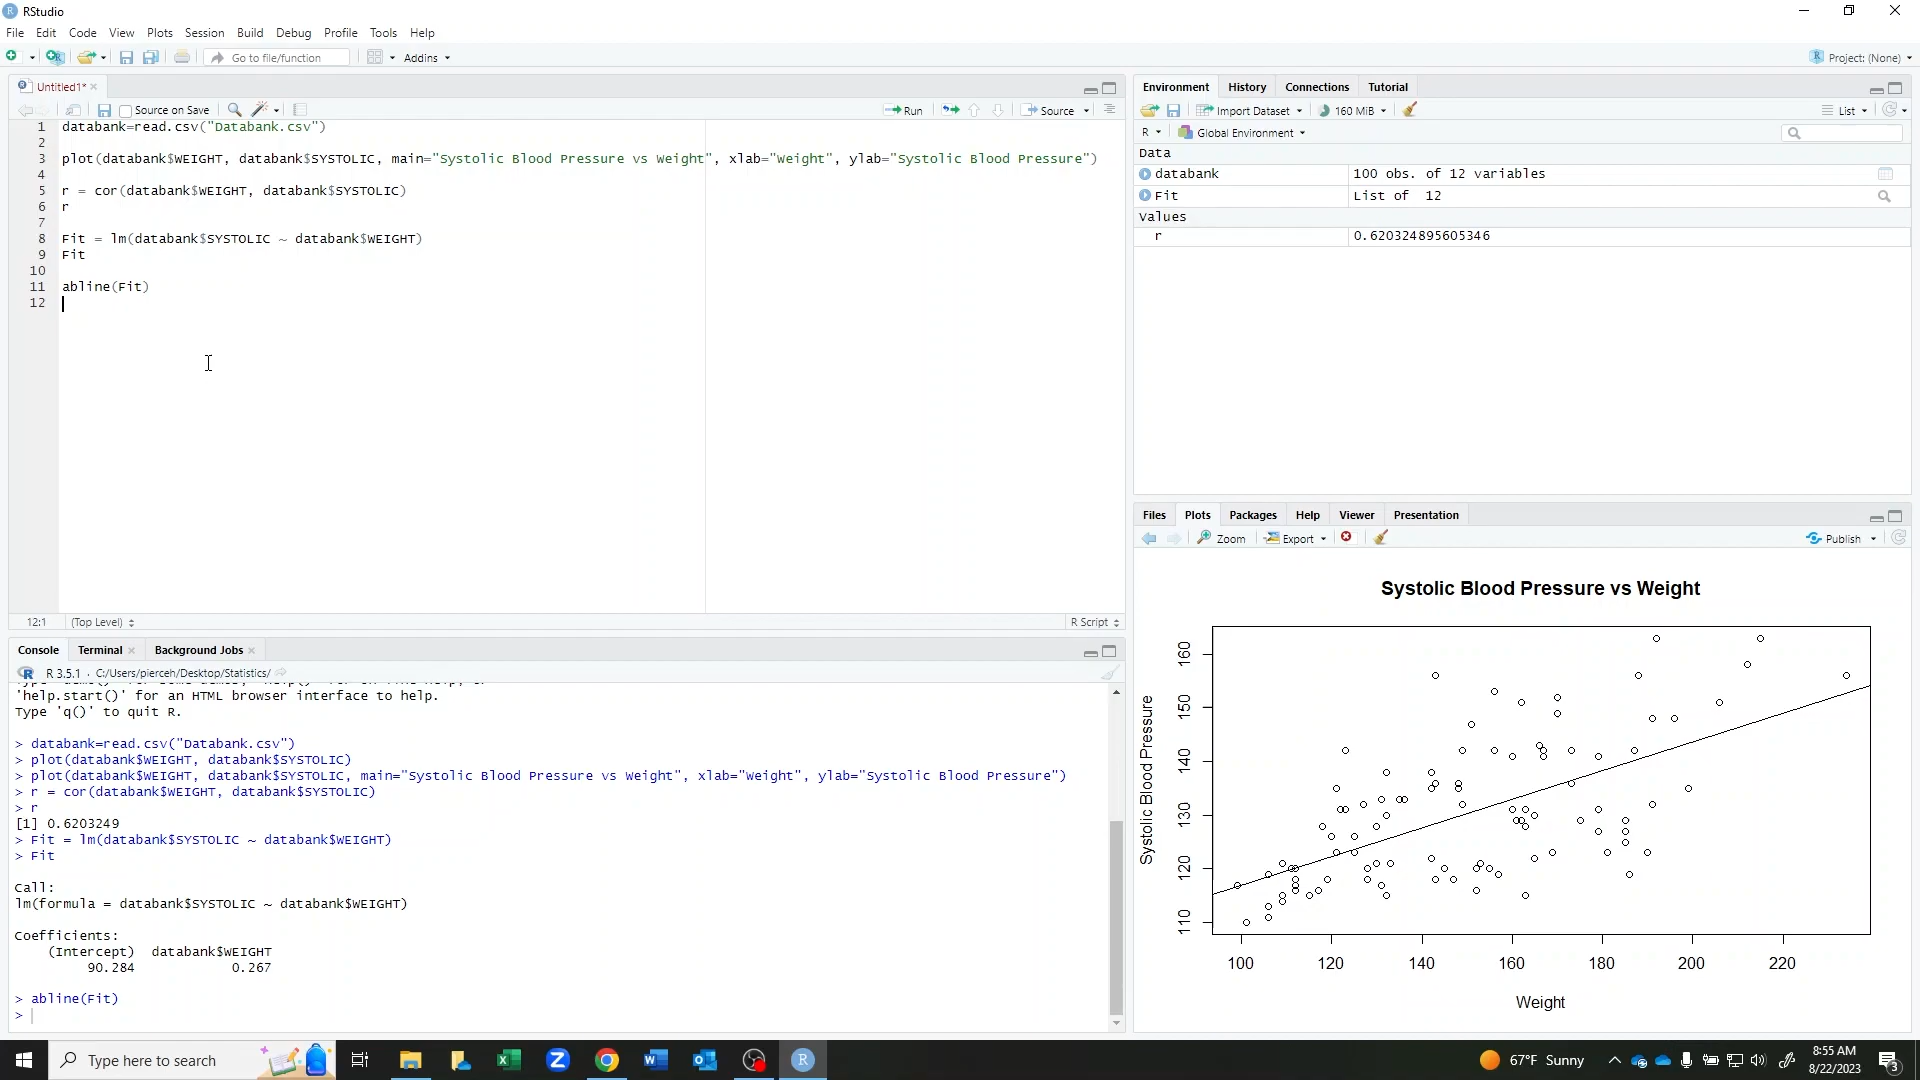 RStudio
File Edit Code View Plots Session Build Debug Profile Tools Help
Go to file/function Addins Project: (None)
Untitled1*
Source on Save Run Source
1 databank=read.csv("Databank.csv")
2
3 plot(databank$WEIGHT, databank$SYSTOLIC, main="Systolic Blood Pressure vs Weight", xlab="Weight", ylab="Systolic Blood Pressure")
4
5 r = cor(databank$WEIGHT, databank$SYSTOLIC)
6 r
7
8 Fit = lm(databank$SYSTOLIC ~ databank$WEIGHT)
9 Fit
10
11 abline(Fit)
12
12:1 (Top Level) R Script
Console Terminal Background Jobs
R 3.5.1 · C:/Users/pierceh/Desktop/Statistics/
'help.start()' for an HTML browser interface to help.
Type 'q()' to quit R.
> databank=read.csv("Databank.csv")
> plot(databank$WEIGHT, databank$SYSTOLIC)
> plot(databank$WEIGHT, databank$SYSTOLIC, main="Systolic Blood Pressure vs Weight", xlab="Weight", ylab="Systolic Blood Pressure")
> r = cor(databank$WEIGHT, databank$SYSTOLIC)
> r
[1] 0.6203249
> Fit = lm(databank$SYSTOLIC ~ databank$WEIGHT)
> Fit
Call:
lm(formula = databank$SYSTOLIC ~ databank$WEIGHT)
Coefficients:
(Intercept) databank$WEIGHT
90.284 0.267
> abline(Fit)
>
Environment History Connections Tutorial
Import Dataset 160 MiB List
R Global Environment
Data
databank 100 obs. of 12 variables
Fit List of 12
Values
r 0.620324895605346
Files Plots Packages Help Viewer Presentation
Zoom Export Publish
Systolic Blood Pressure vs Weight
Systolic Blood Pressure
160
150
140
130
120
110
100 120 140 160 180 200 220
Weight
Type here to search
67°F Sunny
8:55 AM
8/22/2023
3